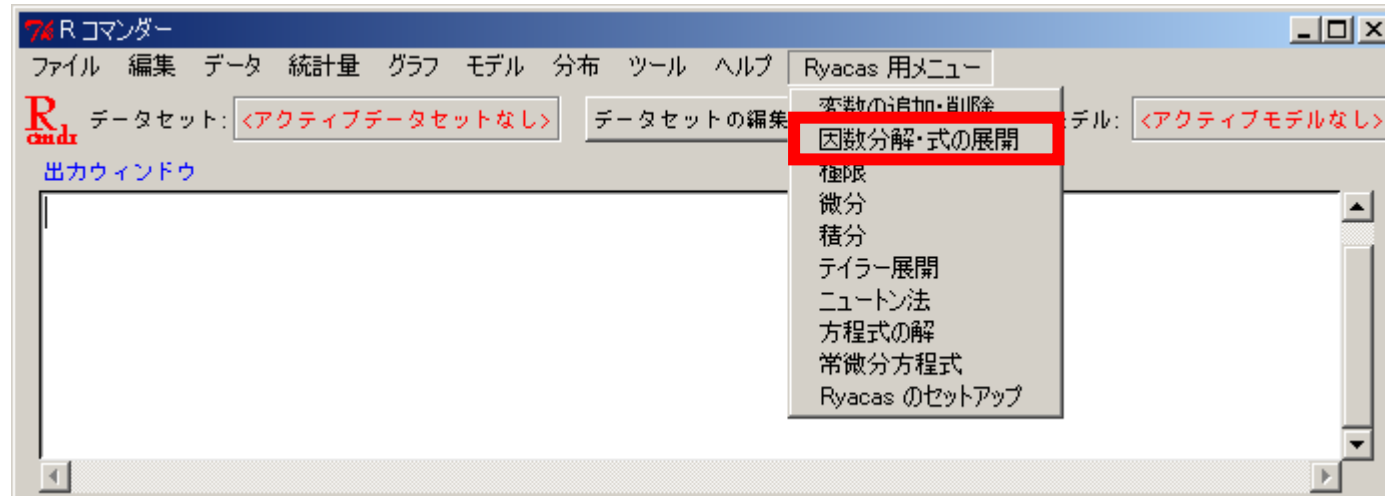 R コマンダー
ファイル 編集 データ 統計量 グラフ モデル 分布 ツール ヘルプ Ryacas 用メニュー
R cmdr データセット: <アクティブデータセットなし> データセットの編集 デル: <アクティブモデルなし>
変数の追加・削除
因数分解・式の展開
出力ウィンドウ
極限
微分
積分
テイラー展開
ニュートン法
方程式の解
常微分方程式
Ryacas のセットアップ